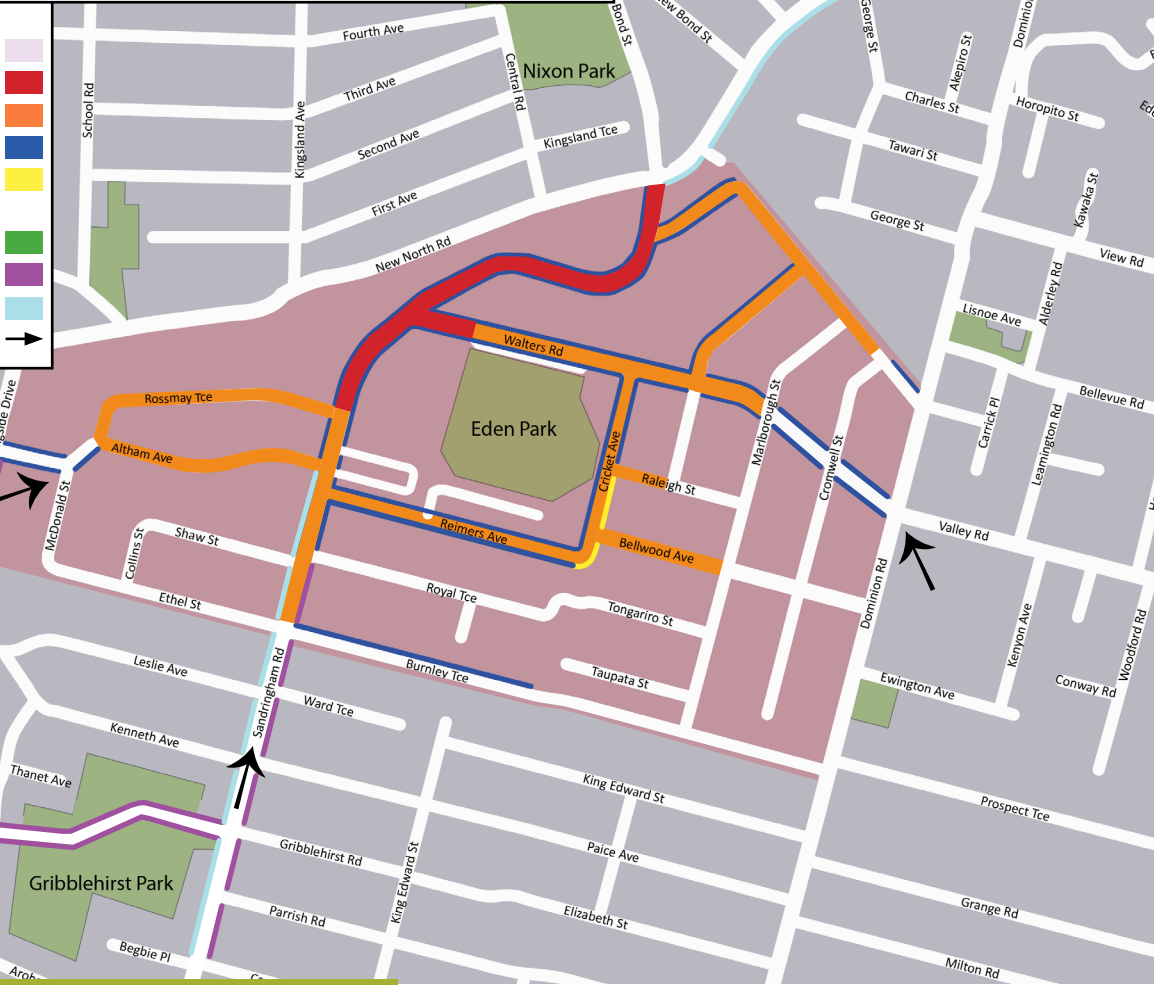 Fourth Ave
Bond St
New Bond St
George St
Dominion
Nixon Park
Central Rd
Third Ave
School Rd
Kingsland Ave
Second Ave
Kingsland Tce
First Ave
New North Rd
Akepiro St
Charles St
Horopito St
Tawari St
George St
Kawaka St
View Rd
Alderley Rd
Lisnoe Ave
Walters Rd
Eden Park
Rossmay Tce
Altham Ave
McDonald St
Collins St
Shaw St
Ethel St
Cricket Ave
Raleigh St
Reimers Ave
Bellwood Ave
Marlborough St
Cromwell St
Carrick Pl
Bellevue Rd
Leamington Rd
Valley Rd
Dominion Rd
Royal Tce
Tongariro St
Taupata St
Burnley Tce
Kenyon Ave
Woodford Rd
Ewington Ave
Conway Rd
Leslie Ave
Sandringham Rd
Ward Tce
Kenneth Ave
Thanet Ave
King Edward St
Prospect Tce
Gribblehirst Park
Gribblehirst Rd
King Edward St
Paice Ave
Parrish Rd
Elizabeth St
Grange Rd
Milton Rd
Begbie Pl